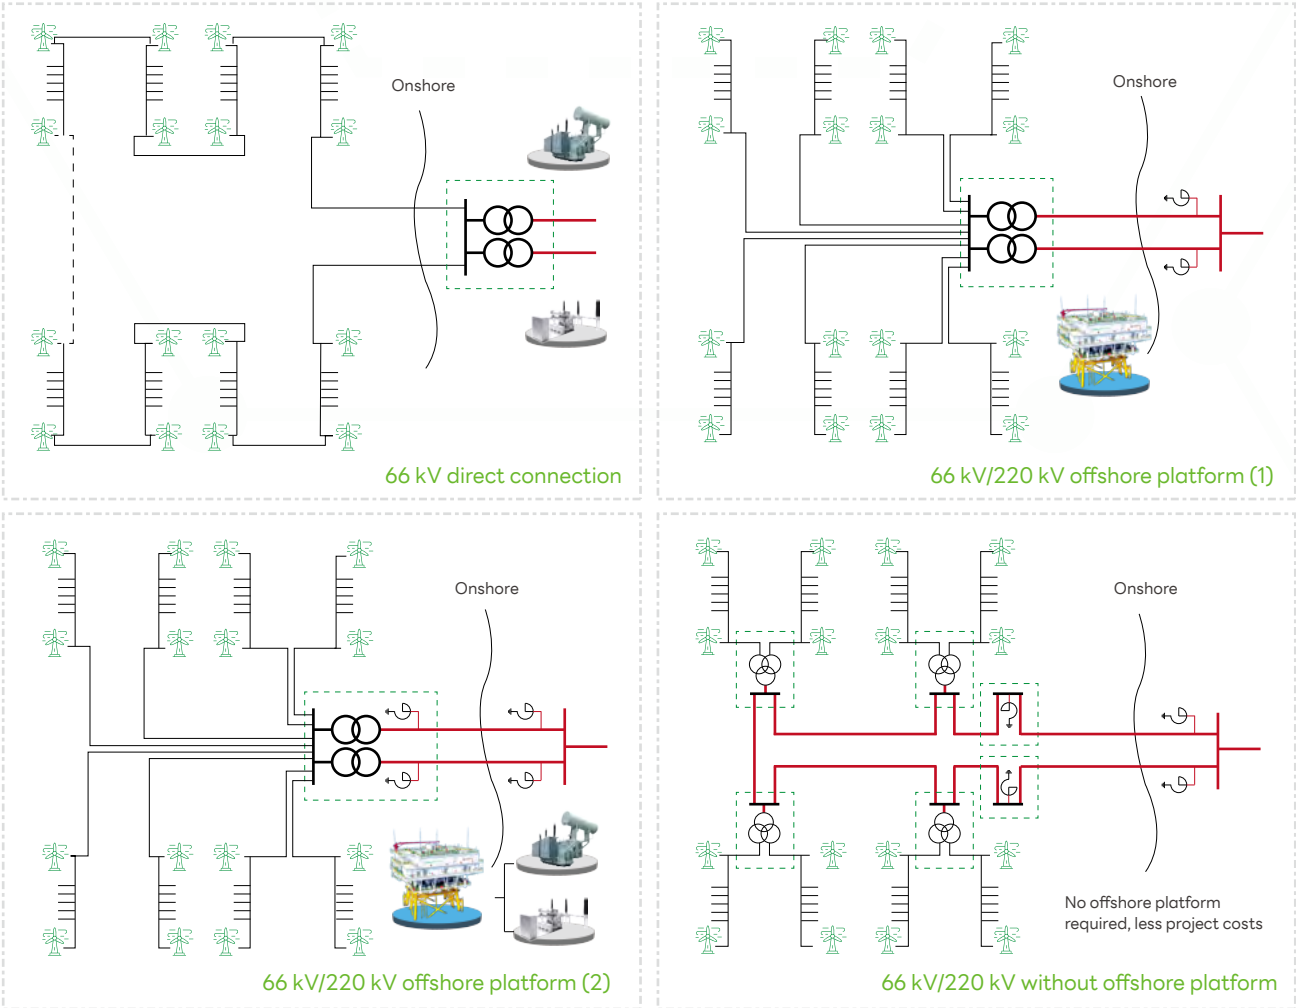 Onshore
66 kV direct connection
Onshore
66 kV/220 kV offshore platform (1)
Onshore
66 kV/220 kV offshore platform (2)
Onshore
No offshore platform
required, less project costs
66 kV/220 kV without offshore platform